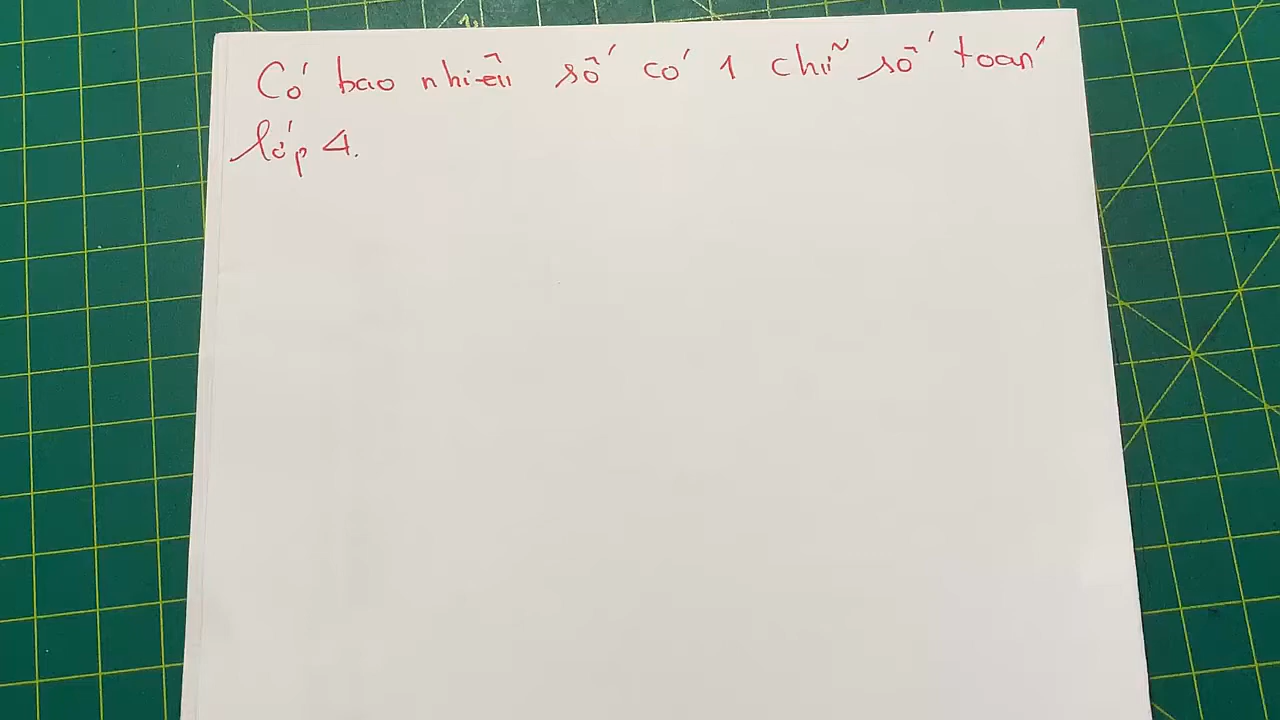 Có bao nhiêu số có 1 chữ số toán
lớp 4.